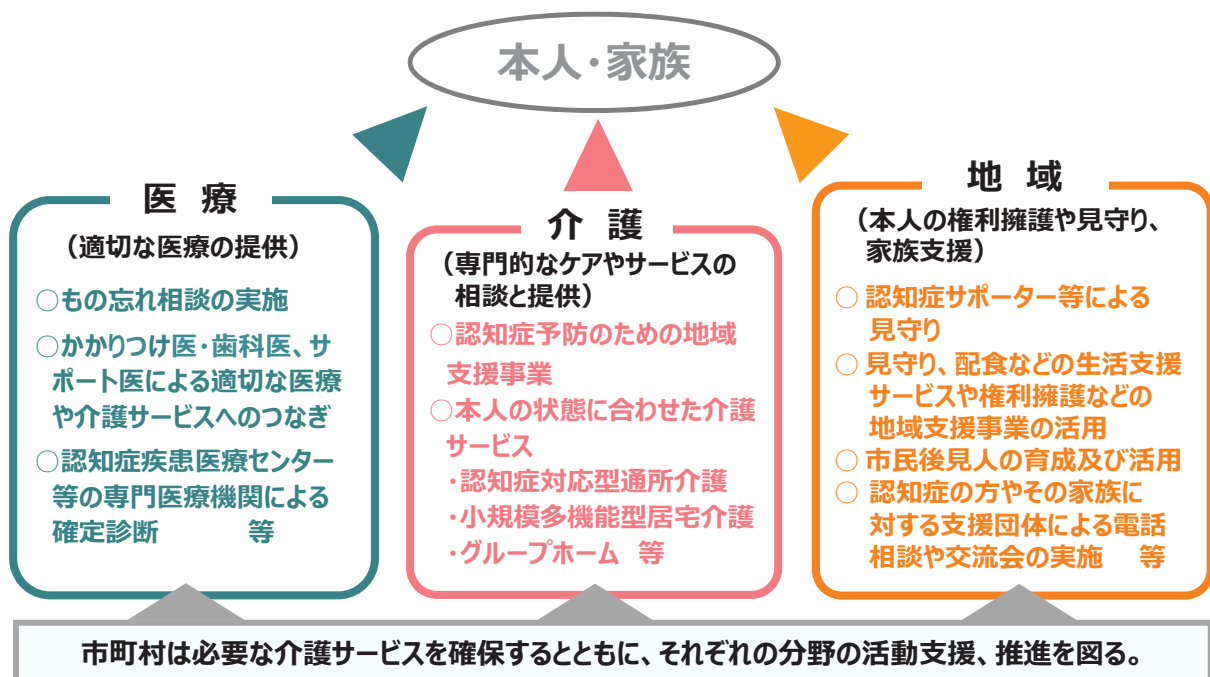 本人・家族
医 療
(適切な医療の提供)
○もの忘れ相談の実施
○かかりつけ医・歯科医、サ
ポート医による適切な医療
や介護サービスへのつなぎ
○認知症疾患医療センター
等の専門医療機関による
確定診断 等
介 護
(専門的なケアやサービスの
相談と提供)
○認知症予防のための地域
支援事業
○本人の状態に合わせた介護
サービス
・認知症対応型通所介護
・小規模多機能型居宅介護
・グループホーム 等
地 域
(本人の権利擁護や見守り、
家族支援)
○ 認知症サポーター等による
見守り
○ 見守り、配食などの生活支援
サービスや権利擁護などの
地域支援事業の活用
○ 市民後見人の育成及び活用
○ 認知症の方やその家族に
対する支援団体による電話
相談や交流会の実施 等
市町村は必要な介護サービスを確保するとともに、それぞれの分野の活動支援、推進を図る。